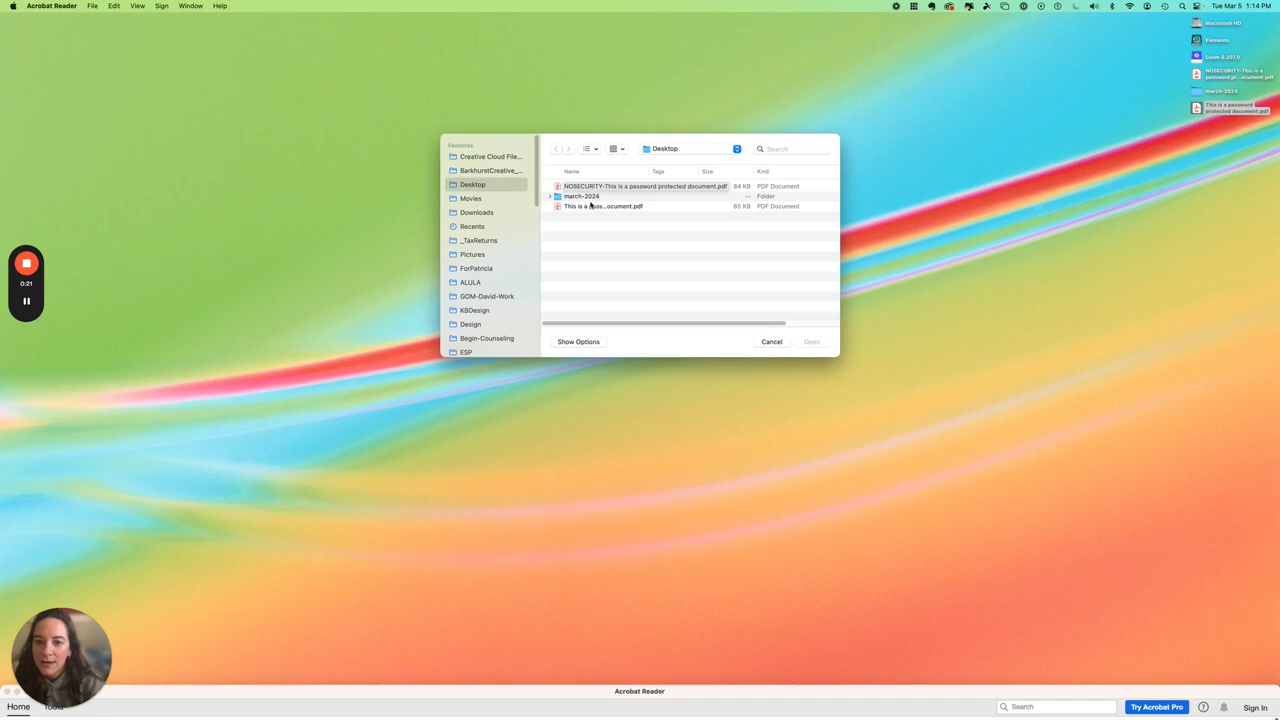 Acrobat Reader File Edit View Sign Window Help
Tue Mar 5 1:14 PM
Macintosh HD
Elements
Loom 0.207.0
NOSECURITY-This is a
password pr...ocument.pdf
march-2024
This is a password
protected document.pdf
Favorites
Creative Cloud File...
BarkhurstCreative_...
Desktop
Movies
Downloads
Recents
_TaxReturns
Pictures
ForPatricia
ALULA
GOM-David-Work
KBDesign
Design
Begin-Counseling
ESP
Desktop
Search
Name Tags Size Kind
NOSECURITY-This is a password protected document.pdf 84 KB PDF Document
march-2024 -- Folder
This is a pass...ocument.pdf 85 KB PDF Document
Show Options Cancel Open
0:21
Acrobat Reader
Home Tools Search Try Acrobat Pro Sign In